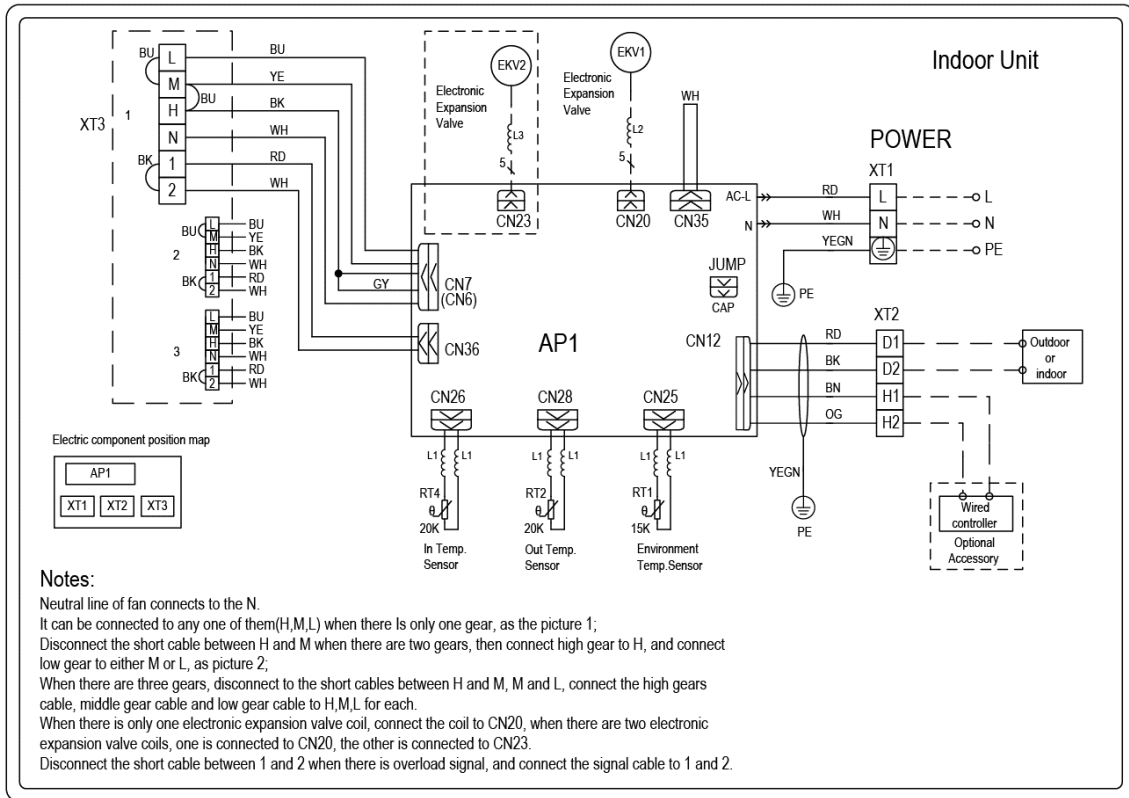 Indoor Unit
BU
L
BU
M
YE
BU
H
BK
XT3
1
N
WH
BK
1
RD
2
WH
EKV2
Electronic
Expansion
Valve
L3
5
CN23
EKV1
Electronic
Expansion
Valve
L2
5
CN20
WH
CN35
POWER
XT1
AC-L
RD
L
L
N
WH
N
N
YEGN
PE
PE
BU
2
BK
L
BU
M
YE
H
BK
N
WH
1
RD
2
WH
3
BK
L
BU
M
YE
H
BK
N
WH
1
RD
2
WH
GY
CN7
(CN6)
CN36
AP1
JUMP
CAP
CN12
XT2
RD
D1
BK
D2
BN
H1
OG
H2
Outdoor
or
indoor
YEGN
PE
Wired
controller
Optional
Accessory
CN26
L1
L1
RT4
θ
20K
In Temp.
Sensor
CN28
L1
L1
RT2
θ
20K
Out Temp.
Sensor
CN25
L1
L1
RT1
θ
15K
Environment
Temp.Sensor
Electric component position map
AP1
XT1
XT2
XT3
Notes:
Neutral line of fan connects to the N.
It can be connected to any one of them(H,M,L) when there Is only one gear, as the picture 1;
Disconnect the short cable between H and M when there are two gears, then connect high gear to H, and connect
low gear to either M or L, as picture 2;
When there are three gears, disconnect to the short cables between H and M, M and L, connect the high gears
cable, middle gear cable and low gear cable to H,M,L for each.
When there is only one electronic expansion valve coil, connect the coil to CN20, when there are two electronic
expansion valve coils, one is connected to CN20, the other is connected to CN23.
Disconnect the short cable between 1 and 2 when there is overload signal, and connect the signal cable to 1 and 2.